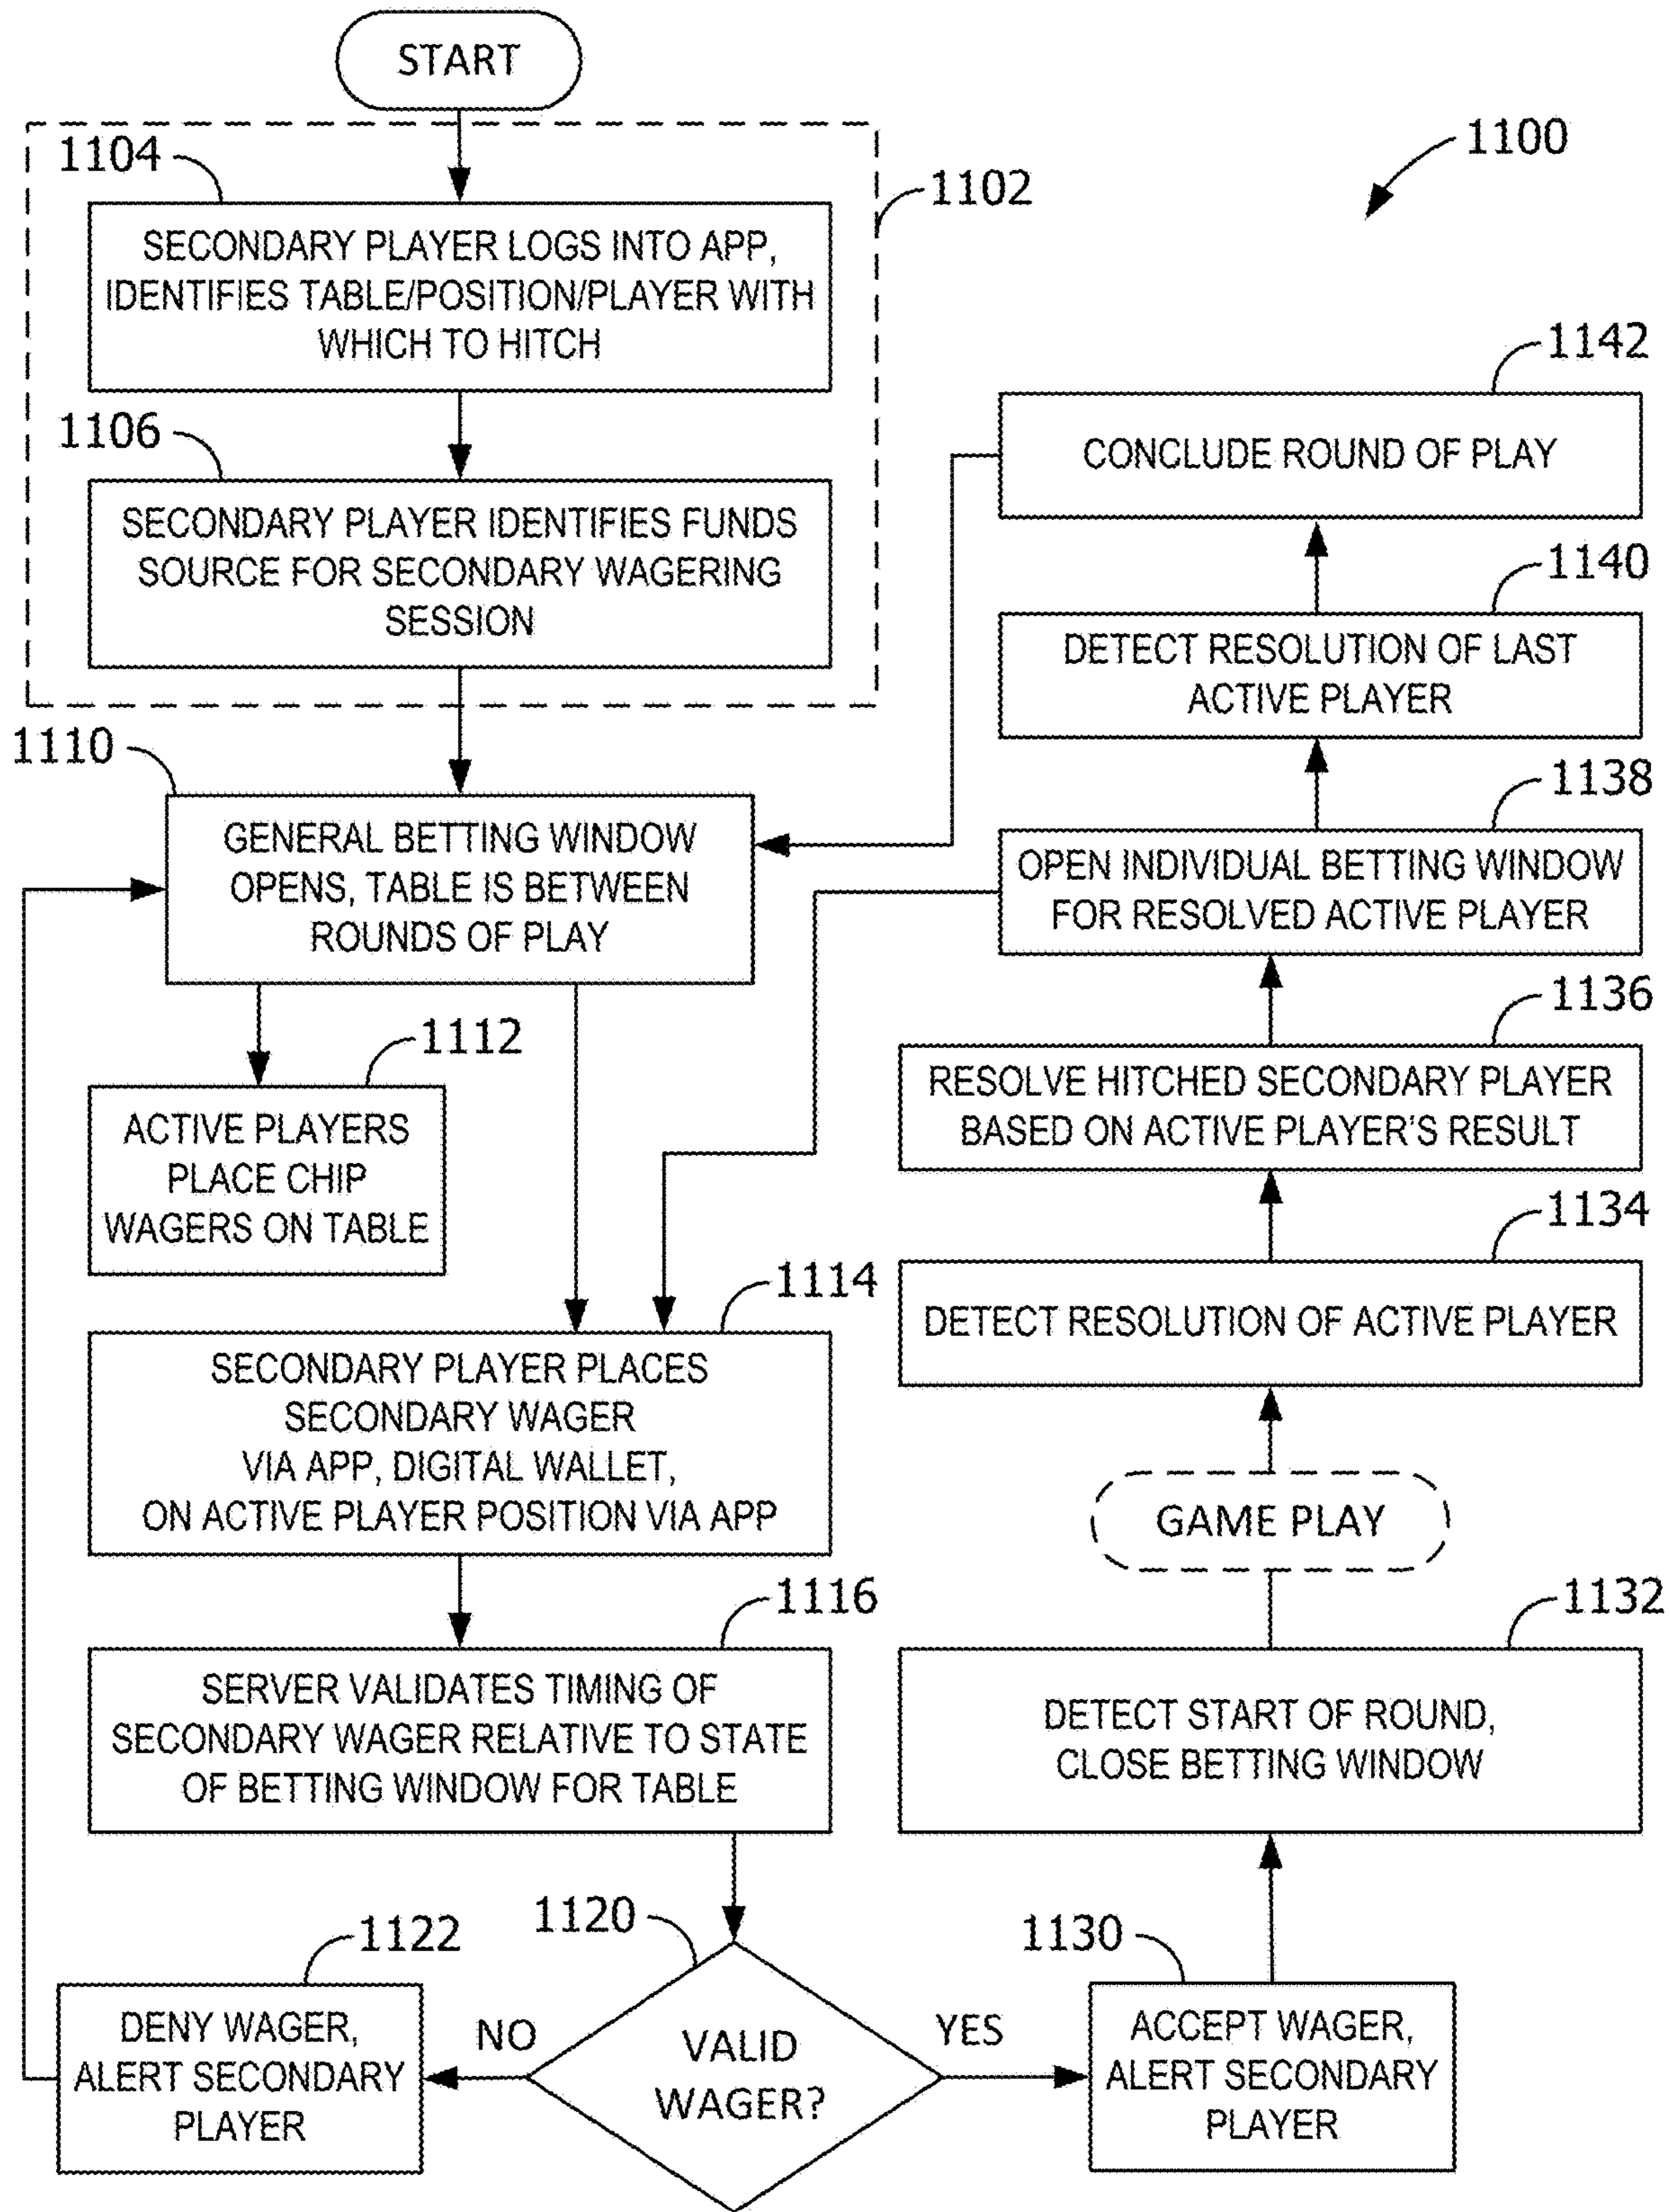 START
1100
1104
1102
SECONDARY PLAYER LOGS INTO APP,
IDENTIFIES TABLE/POSITION/PLAYER WITH
WHICH TO HITCH
1106
SECONDARY PLAYER IDENTIFIES FUNDS
SOURCE FOR SECONDARY WAGERING
SESSION
1110
GENERAL BETTING WINDOW
OPENS, TABLE IS BETWEEN
ROUNDS OF PLAY
1112
ACTIVE PLAYERS
PLACE CHIP
WAGERS ON TABLE
1114
SECONDARY PLAYER PLACES
SECONDARY WAGER
VIA APP, DIGITAL WALLET,
ON ACTIVE PLAYER POSITION VIA APP
1116
SERVER VALIDATES TIMING OF
SECONDARY WAGER RELATIVE TO STATE
OF BETTING WINDOW FOR TABLE
1120
VALID
WAGER?
NO
1122
DENY WAGER,
ALERT SECONDARY
PLAYER
YES
1130
ACCEPT WAGER,
ALERT SECONDARY
PLAYER
1132
DETECT START OF ROUND,
CLOSE BETTING WINDOW
GAME PLAY
1134
DETECT RESOLUTION OF ACTIVE PLAYER
1136
RESOLVE HITCHED SECONDARY PLAYER
BASED ON ACTIVE PLAYER'S RESULT
1138
OPEN INDIVIDUAL BETTING WINDOW
FOR RESOLVED ACTIVE PLAYER
1140
DETECT RESOLUTION OF LAST
ACTIVE PLAYER
1142
CONCLUDE ROUND OF PLAY